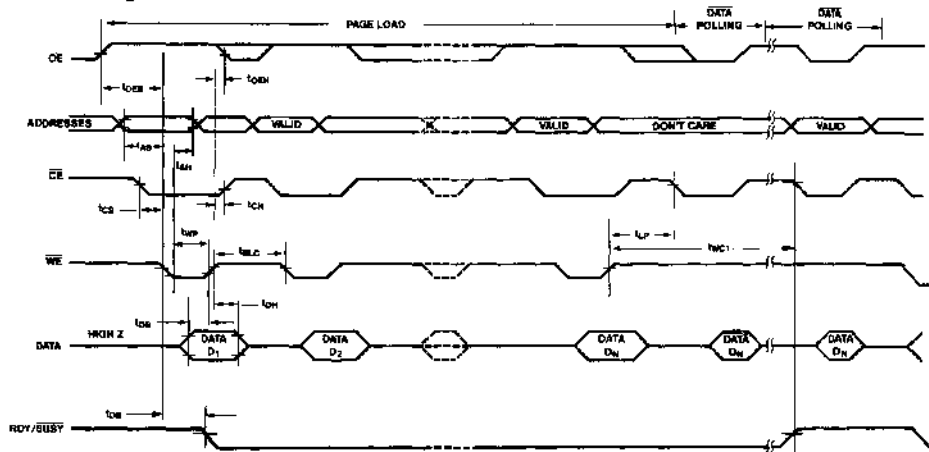 PAGE LOAD
DATA POLLING
DATA POLLING
OE
tOES
tOEH
ADDRESSES
VALID
VALID
DON'T CARE
VALID
tAS
tAH
CE
tCS
tCH
tWP
tBLC
tLP
tWC1
WE
tDS
tDH
HIGH Z
DATA
DATA D1
DATA D2
DATA DN
DATA DN
DATA DN
tDB
RDY/BUSY